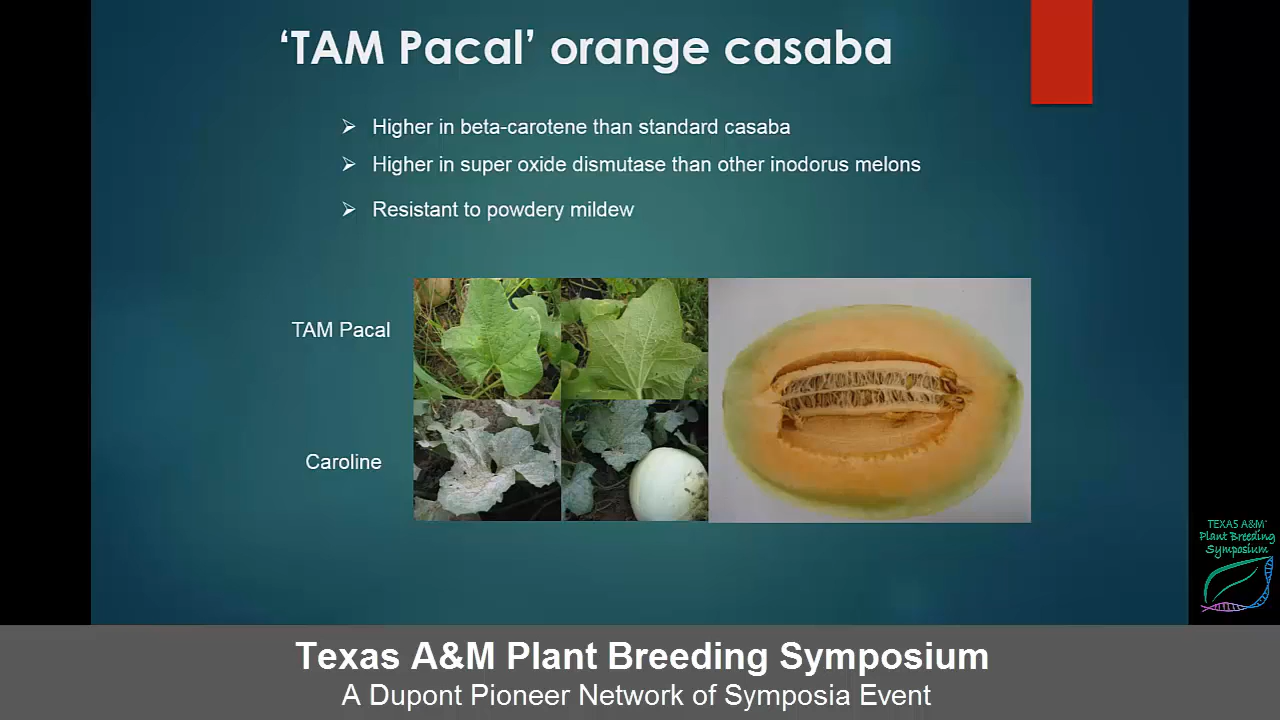 ‘TAM Pacal’ orange casaba
Higher in beta-carotene than standard casaba
Higher in super oxide dismutase than other inodorus melons
Resistant to powdery mildew
TAM Pacal
Caroline
TEXAS A&M
Plant Breeding
Symposium
Texas A&M Plant Breeding Symposium
A Dupont Pioneer Network of Symposia Event